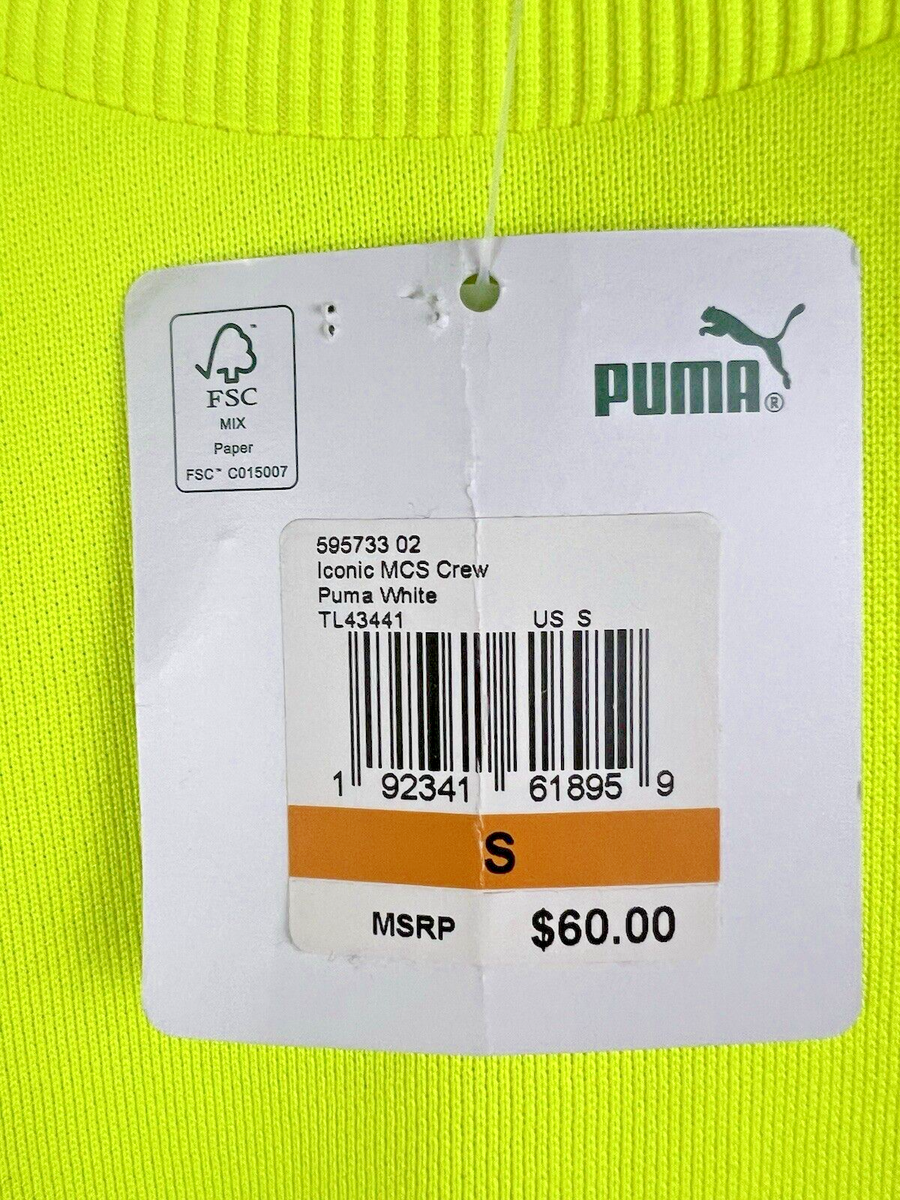 FSC
MIX
Paper
FSC™ C015007
PUMA®
595733 02
Iconic MCS Crew
Puma White
TL43441 US S
1 92341 61895 9
S
MSRP $60.00